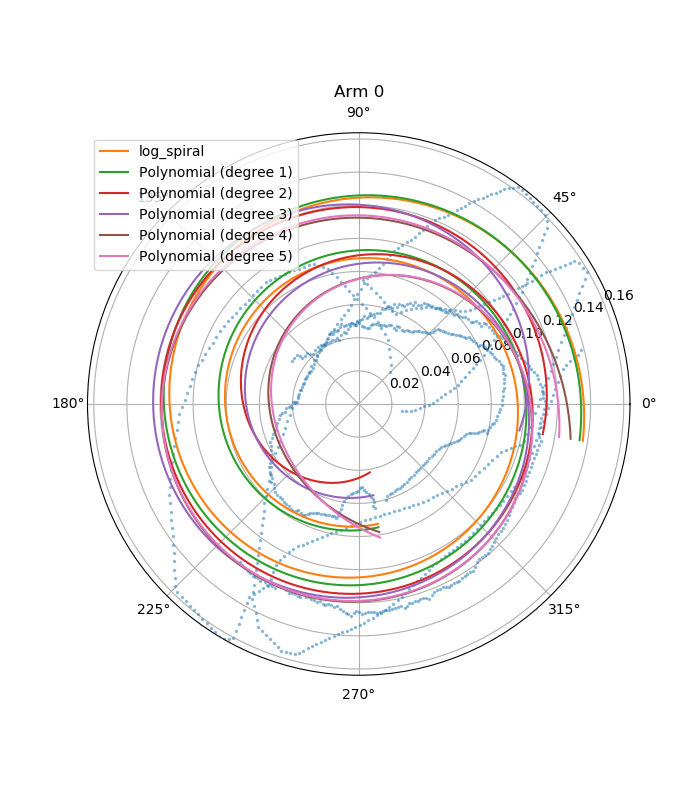 Arm 0
90°
log_spiral
Polynomial (degree 1)
Polynomial (degree 2)
Polynomial (degree 3)
Polynomial (degree 4)
Polynomial (degree 5)
45°
0.16
0.14
0.12
0.10
0.08
0.06
0.04
0.02
180°
0°
225°
315°
270°